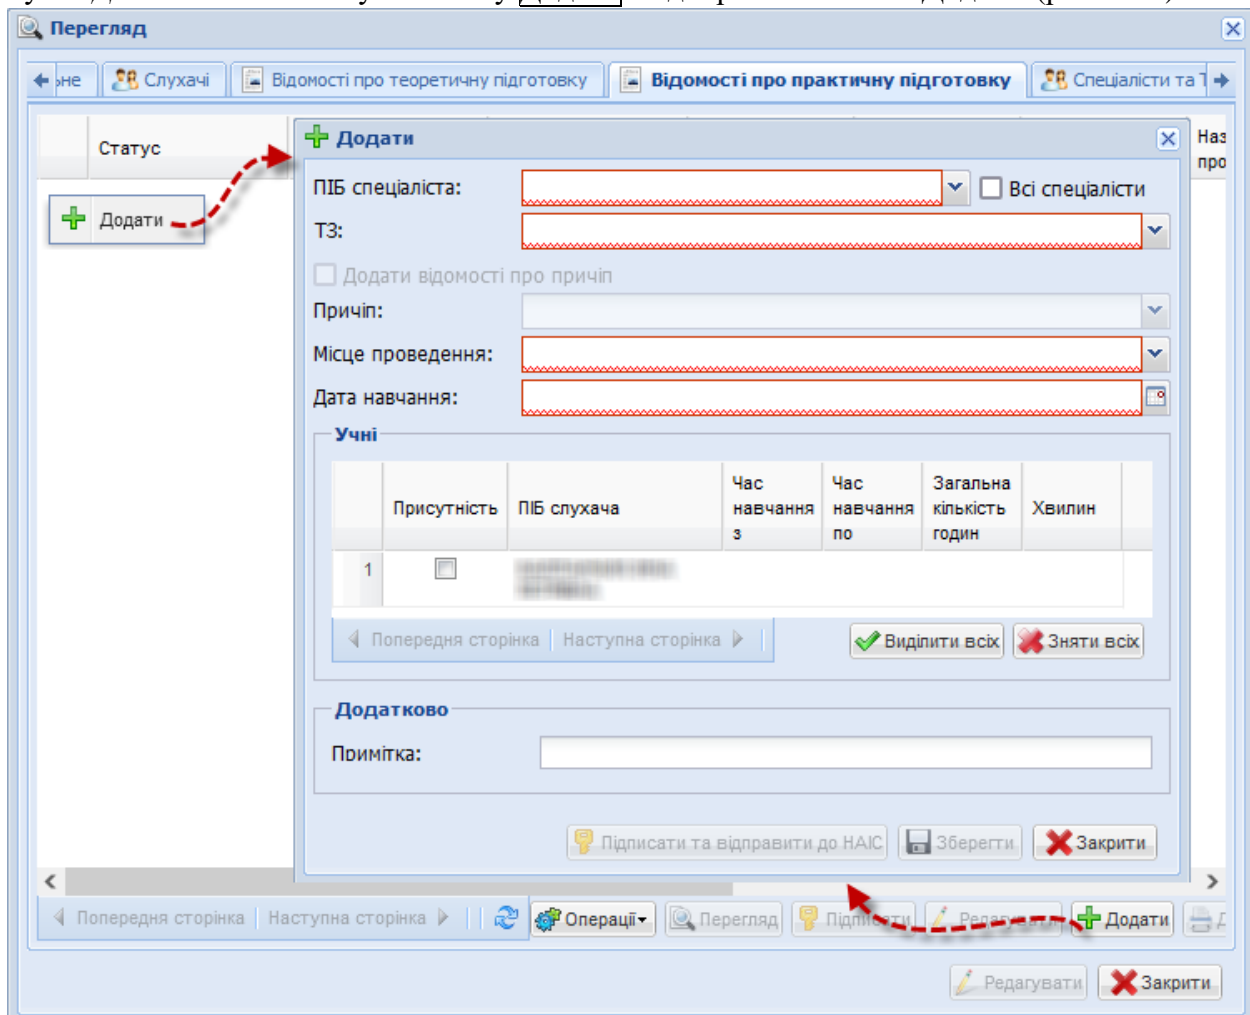 Додати
Перегляд
ьне
Слухачі
Відомості про теоретичну підготовку
Відомості про практичну підготовку
Спеціалісти та Т
Статус
Наз
про
Додати
Додати
ПІБ спеціаліста:
Всі спеціалісти
ТЗ:
Додати відомості про причіп
Причіп:
Місце проведення:
Дата навчання:
Учні
Присутність
ПІБ слухача
Час
навчання
з
Час
навчання
по
Загальна
кількість
годин
Хвилин
1
Попередня сторінка
Наступна сторінка
Виділити всіх
Зняти всіх
Додатково
Примітка:
Підписати та відправити до НАІС
Зберегти
Закрити
Попередня сторінка
Наступна сторінка
Операції
Перегляд
Підписати
Редагувати
Додати
Д
Редагувати
Закрити